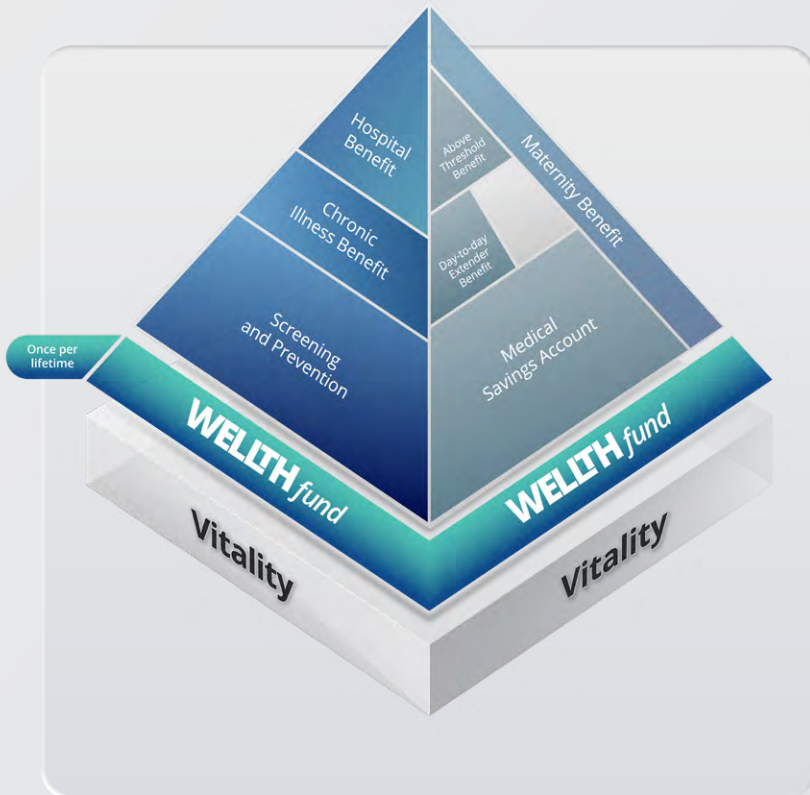 Hospital
Benefit
Above
Threshold
Benefit
Maternity Benefit
Chronic
Illness Benefit
Day-to-day
Extender
Benefit
Screening
and Prevention
Medical
Savings Account
Once per
lifetime
WELLTH fund
WELLTH fund
Vitality
Vitality